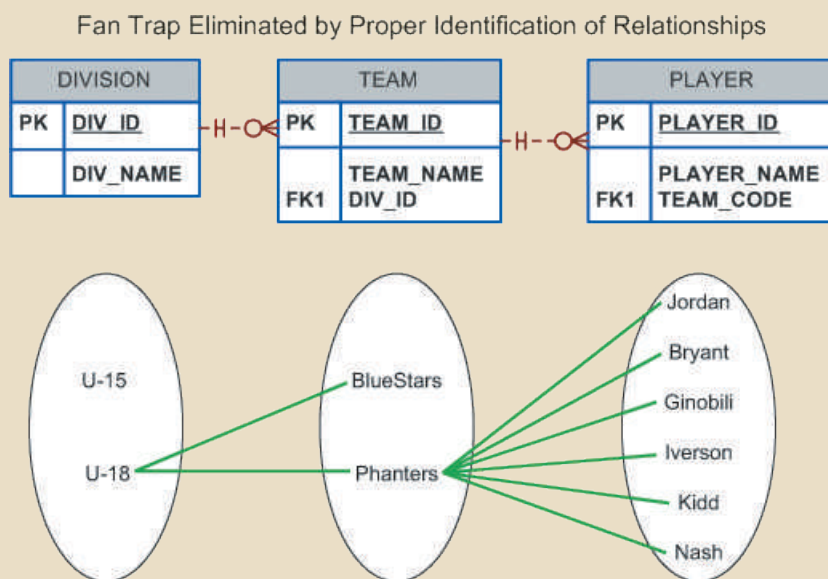 Fan Trap Eliminated by Proper Identification of Relationships
DIVISION
PK DIV_ID
DIV_NAME
TEAM
PK TEAM_ID
TEAM_NAME
FK1 DIV_ID
PLAYER
PK PLAYER_ID
PLAYER_NAME
FK1 TEAM_CODE
U-15
U-18
BlueStars
Phanters
Jordan
Bryant
Ginobili
Iverson
Kidd
Nash